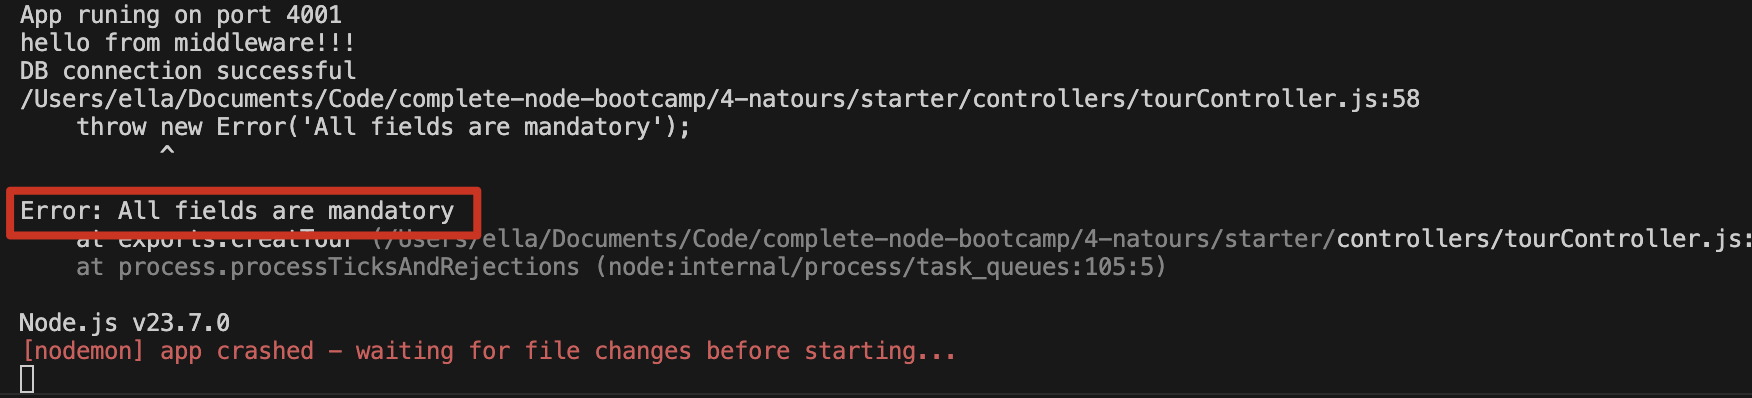 App runing on port 4001
hello from middleware!!!
DB connection successful
/Users/ella/Documents/Code/complete-node-bootcamp/4-natours/starter/controllers/tourController.js:58
    throw new Error('All fields are mandatory');
          ^
Error: All fields are mandatory
    at exports.creatTour (/Users/ella/Documents/Code/complete-node-bootcamp/4-natours/starter/controllers/tourController.js:
    at process.processTicksAndRejections (node:internal/process/task_queues:105:5)
Node.js v23.7.0
[nodemon] app crashed - waiting for file changes before starting...